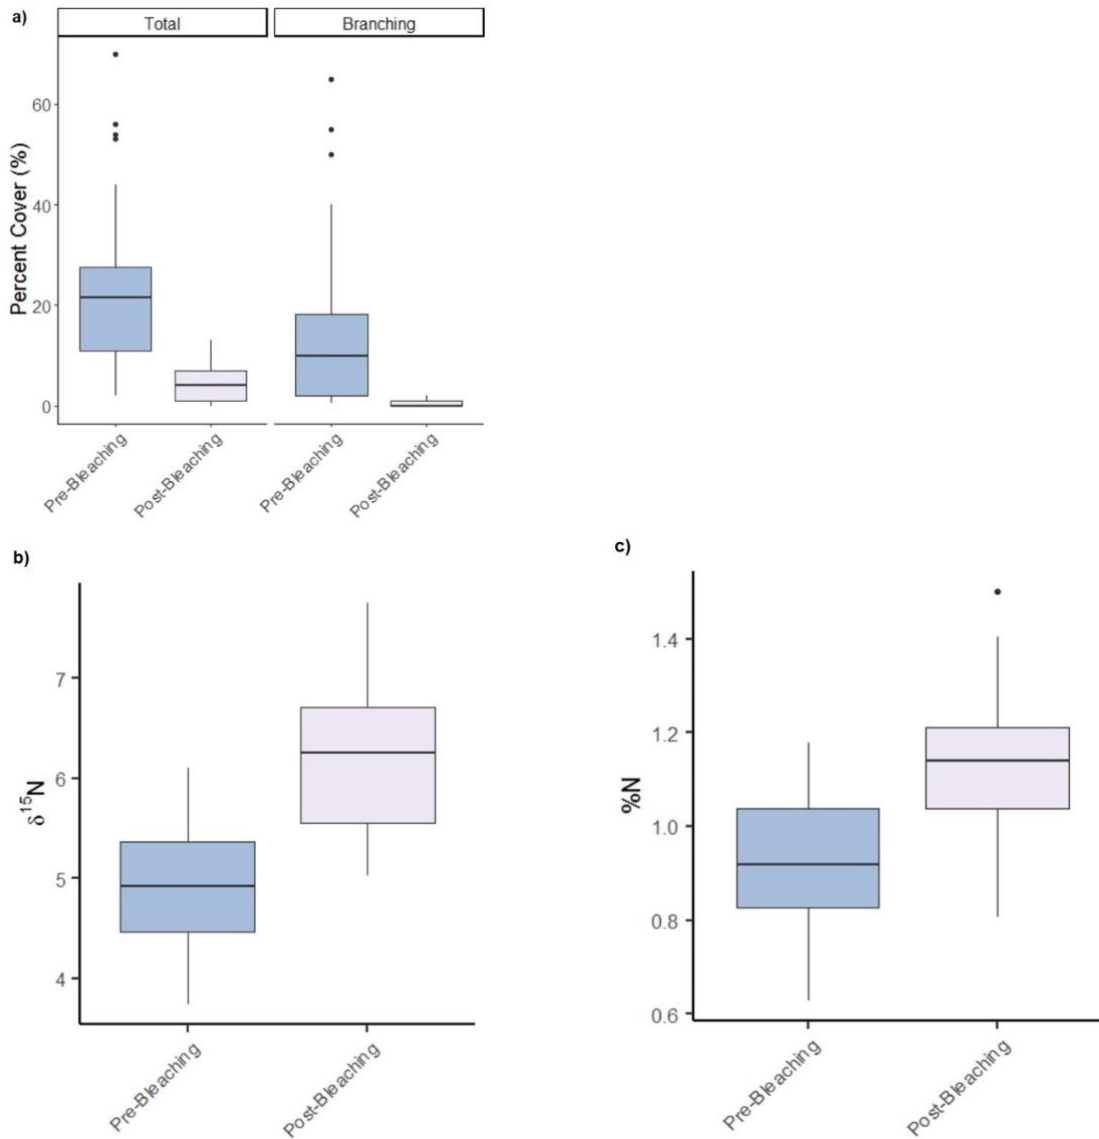 a)
Total Branching
Percent Cover (%)
60
40
20
0
Pre-Bleaching Post-Bleaching Pre-Bleaching Post-Bleaching
b)
δ¹⁵N
7
6
5
4
Pre-Bleaching Post-Bleaching
c)
%N
1.4
1.2
1.0
0.8
0.6
Pre-Bleaching Post-Bleaching